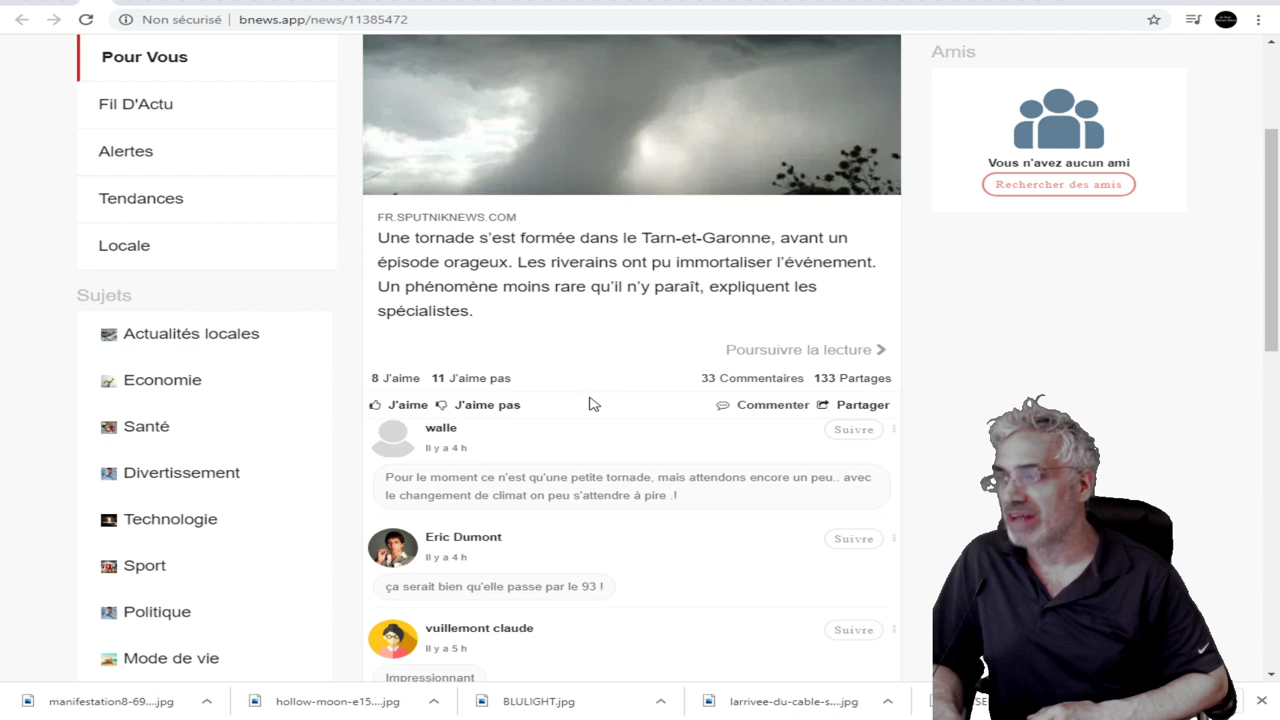 Non sécurisé
bnews.app/news/11385472
Pour Vous
Fil D'Actu
Alertes
Tendances
Locale
Sujets
Actualités locales
Economie
Santé
Divertissement
Technologie
Sport
Politique
Mode de vie
FR.SPUTNIKNEWS.COM
Une tornade s'est formée dans le Tarn-et-Garonne, avant un
épisode orageux. Les riverains ont pu immortaliser l'événement.
Un phénomène moins rare qu'il n'y paraît, expliquent les
spécialistes.
Poursuivre la lecture
8 J'aime 11 J'aime pas 33 Commentaires 133 Partages
J'aime J'aime pas Commenter Partager
walle Suivre
Il y a 4 h
Pour le moment ce n'est qu'une petite tornade, mais attendons encore un peu.. avec
le changement de climat on peu s'attendre à pire .!
Eric Dumont Suivre
Il y a 4 h
ça serait bien qu'elle passe par le 93 !
vuillemont claude Suivre
Il y a 5 h
Impressionnant
Amis
Vous n'avez aucun ami
Rechercher des amis
manifestation8-69....jpg
hollow-moon-e15....jpg
BLULIGHT.jpg
larrivee-du-cable-s....jpg